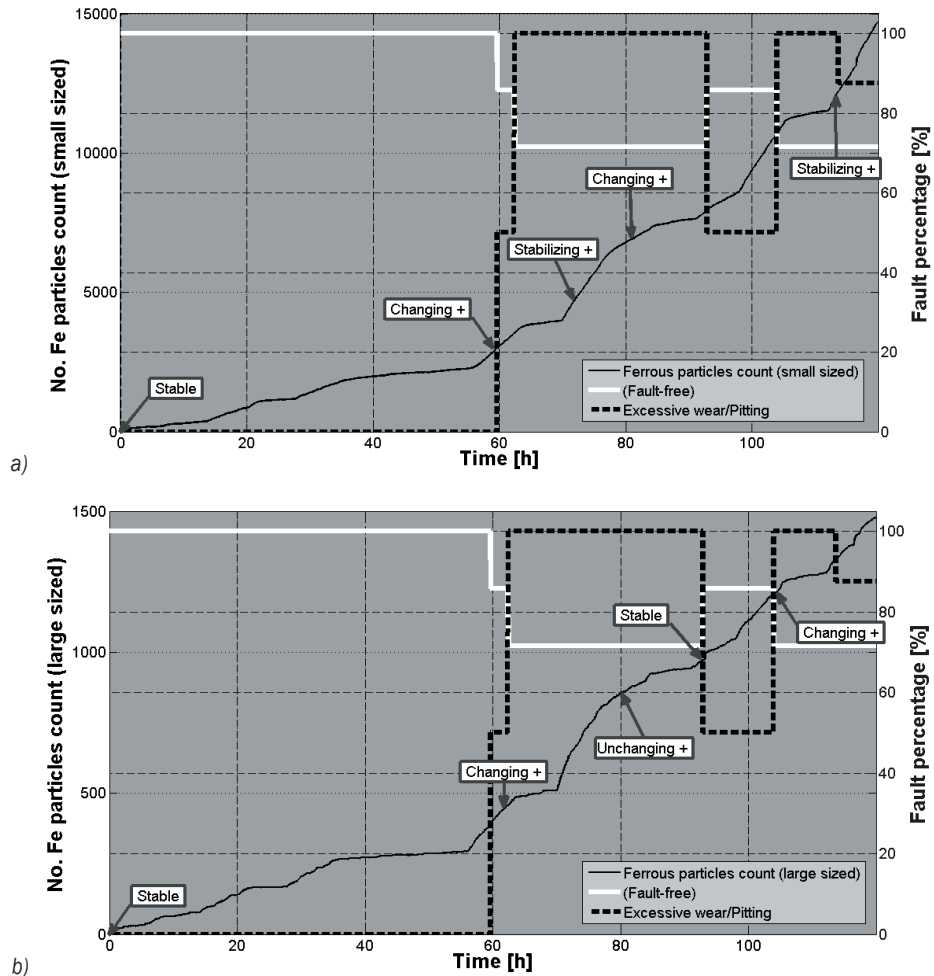 15000
10000
5000
0
No. Fe particles count (small sized)
100
80
60
40
20
0
Fault percentage [%]
Stable
Changing +
Stabilizing +
Changing +
Stabilizing +
Ferrous particles count (small sized)
(Fault-free)
Excessive wear/Pitting
0 20 40 60 80 100
Time [h]
a)
1500
1000
500
0
No. Fe particles count (large sized)
100
80
60
40
20
0
Fault percentage [%]
Stable
Changing +
Unchanging +
Stable
Changing +
Ferrous particles count (large sized)
(Fault-free)
Excessive wear/Pitting
0 20 40 60 80 100
Time [h]
b)